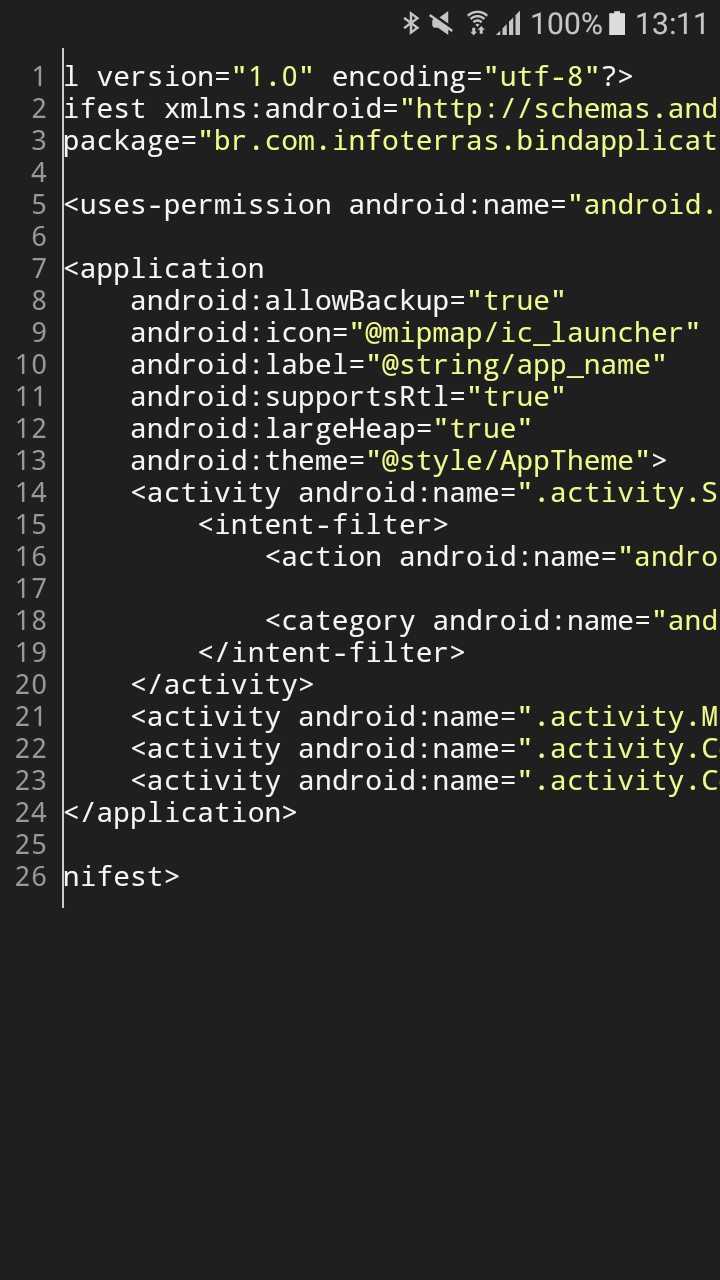 100% 13:11
1 l version="1.0" encoding="utf-8"?>
2 ifest xmlns:android="http://schemas.and
3 package="br.com.infoterras.bindapplicat
4
5 <uses-permission android:name="android.
6
7 <application
8 android:allowBackup="true"
9 android:icon="@mipmap/ic_launcher"
10 android:label="@string/app_name"
11 android:supportsRtl="true"
12 android:largeHeap="true"
13 android:theme="@style/AppTheme">
14 <activity android:name=".activity.S
15 <intent-filter>
16 <action android:name="andro
17
18 <category android:name="and
19 </intent-filter>
20 </activity>
21 <activity android:name=".activity.M
22 <activity android:name=".activity.C
23 <activity android:name=".activity.C
24 </application>
25
26 nifest>